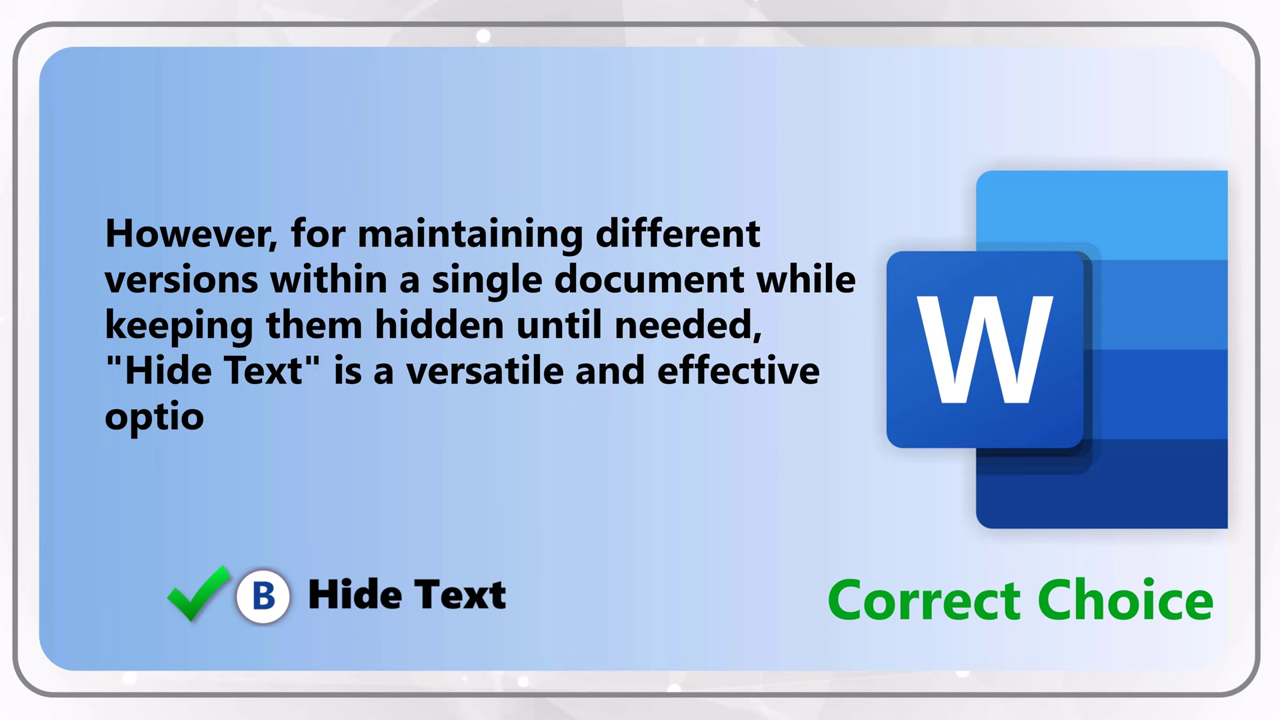 However, for maintaining different
versions within a single document while
keeping them hidden until needed,
"Hide Text" is a versatile and effective
optio
W
B Hide Text
Correct Choice